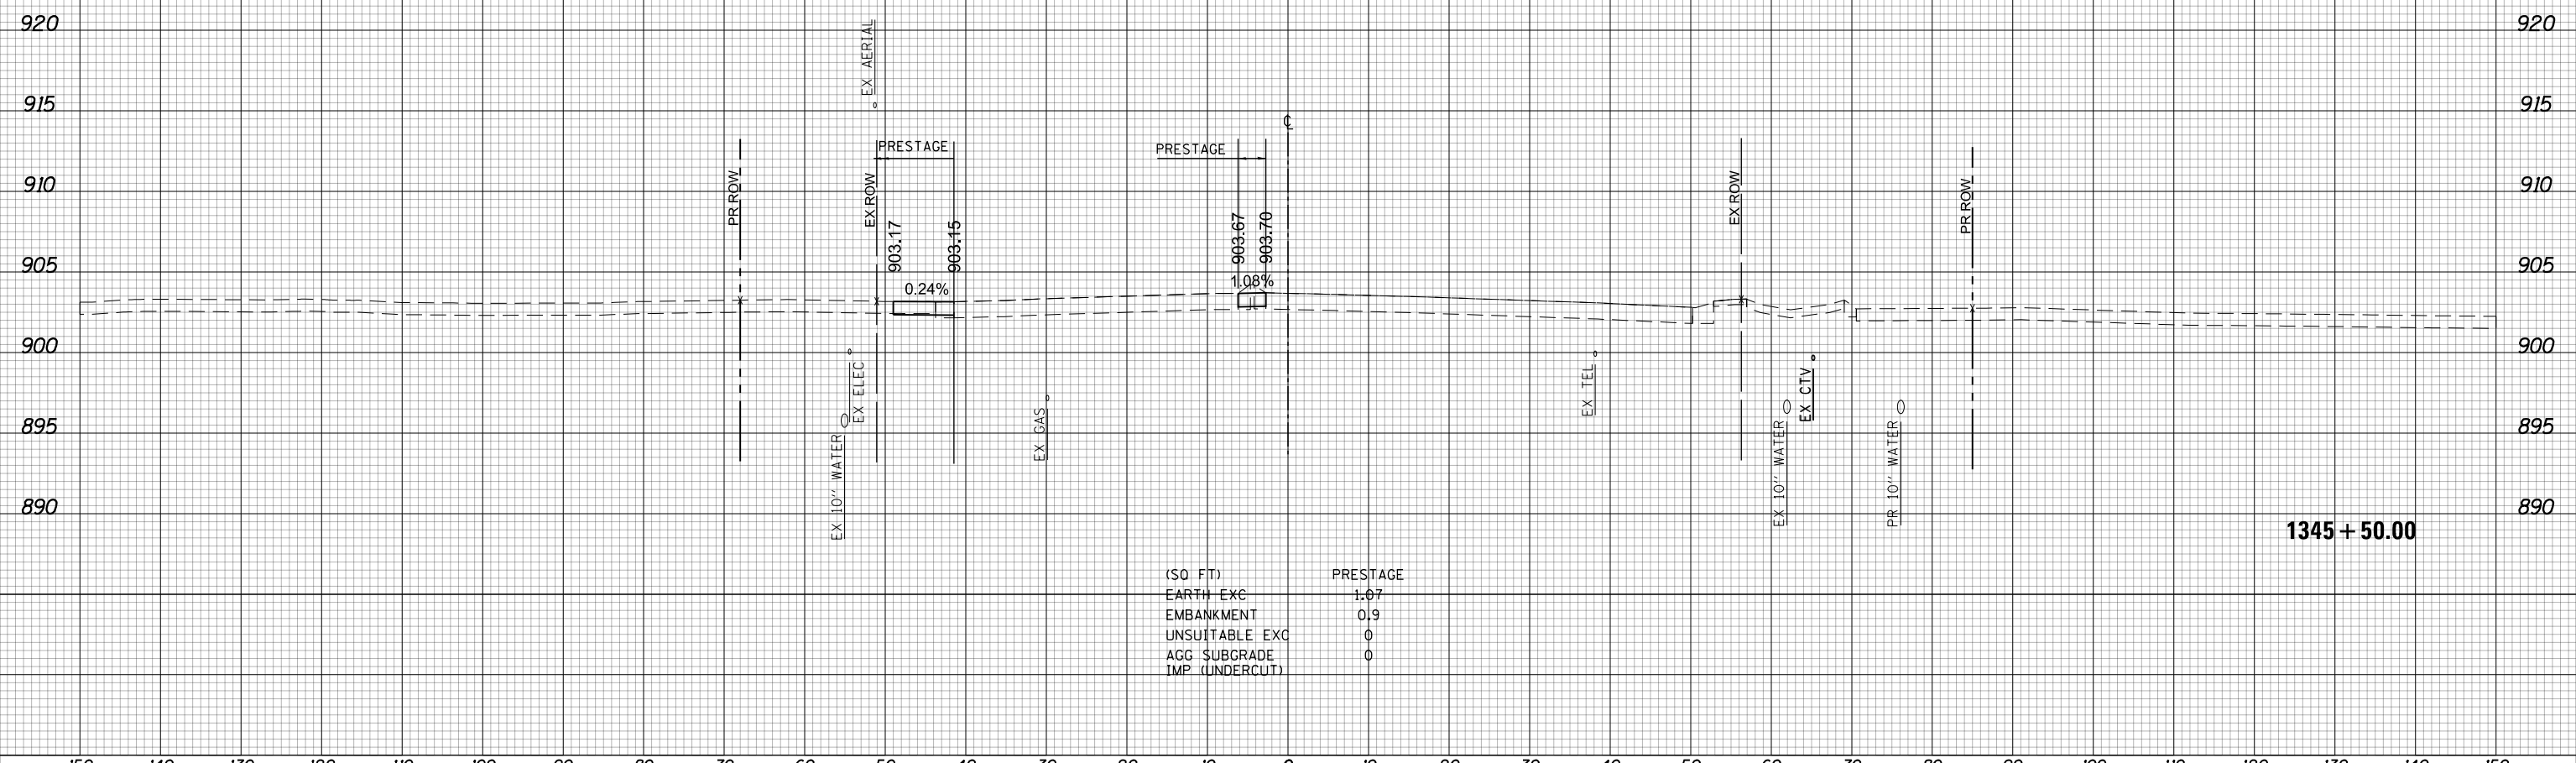 920
920
EX AERIAL
915
915
℄
PRESTAGE
PRESTAGE
910
910
PR ROW
EX ROW
EX ROW
PR ROW
903.17
903.15
903.67
903.70
905
905
0.24%
1.08%
900
900
EX ELEC
EX TEL
EX CTV
895
895
EX 10'' WATER
EX GAS
EX 10'' WATER
PR 10'' WATER
890
890
1345+50.00
(SQ FT) PRESTAGE
EARTH EXC 1.07
EMBANKMENT 0.9
UNSUITABLE EXC 0
AGG SUBGRADE 0
IMP (UNDERCUT)